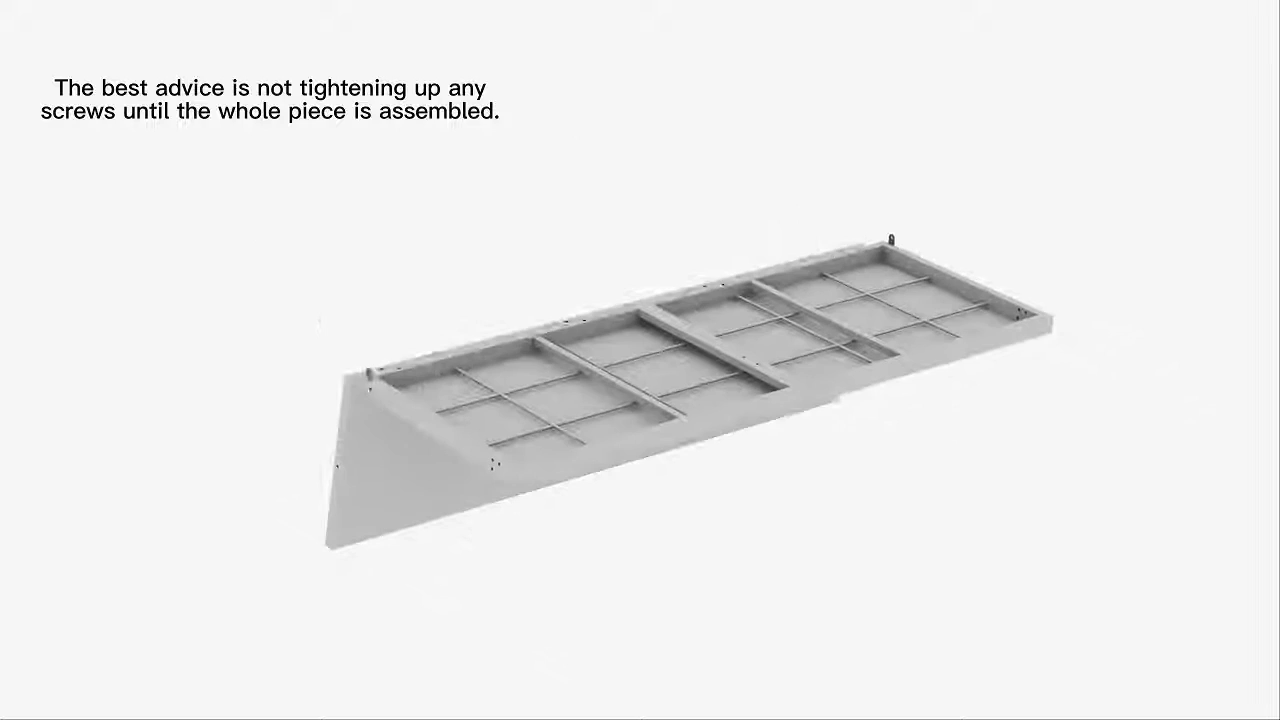 The best advice is not tightening up any
screws until the whole piece is assembled.